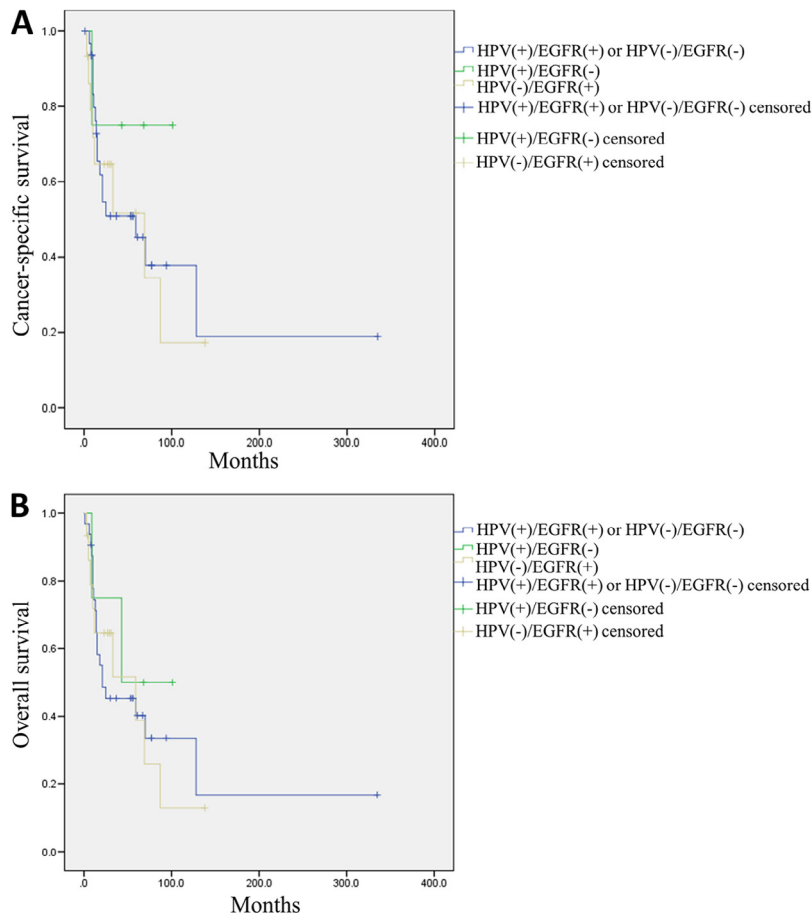 A
1.0
0.8
0.6
0.4
0.2
0.0
Cancer-specific survival
.0 100.0 200.0 300.0 400.0
Months
HPV(+)/EGFR(+) or HPV(-)/EGFR(-)
HPV(+)/EGFR(-)
HPV(-)/EGFR(+)
HPV(+)/EGFR(+) or HPV(-)/EGFR(-) censored
HPV(+)/EGFR(-) censored
HPV(-)/EGFR(+) censored
B
1.0
0.8
0.6
0.4
0.2
0.0
Overall survival
.0 100.0 200.0 300.0 400.0
Months
HPV(+)/EGFR(+) or HPV(-)/EGFR(-)
HPV(+)/EGFR(-)
HPV(-)/EGFR(+)
HPV(+)/EGFR(+) or HPV(-)/EGFR(-) censored
HPV(+)/EGFR(-) censored
HPV(-)/EGFR(+) censored